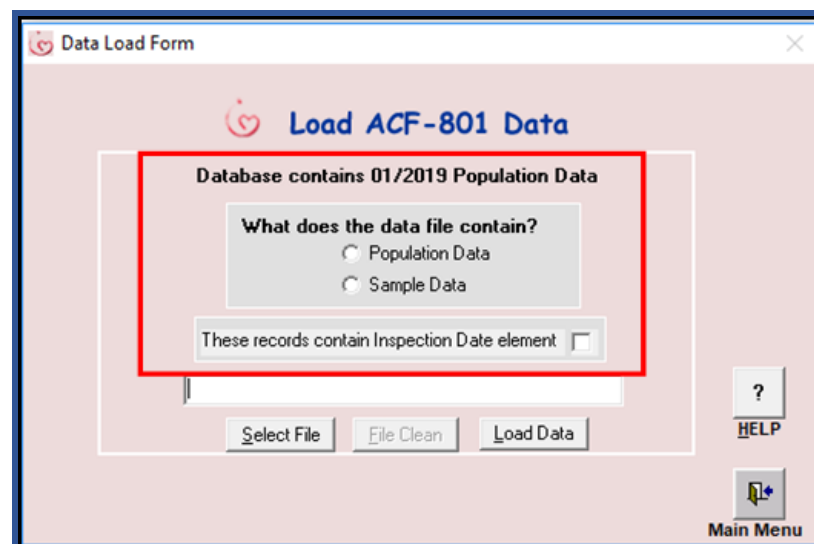 Data Load Form
Load ACF-801 Data
Database contains 01/2019 Population Data
What does the data file contain?
Population Data
Sample Data
These records contain Inspection Date element
Select File File Clean Load Data
?
HELP
Main Menu